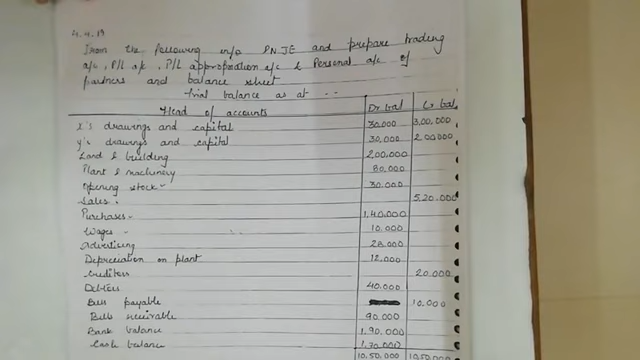 4.4.19
From the following info P.N.JE and prepare trading
a/c, P/L a/c, P/L appropration a/c & Personal a/c of
partners and balance sheet
trial balance as at --
Head of accounts Dr bal Cr bal
X's drawings and capital 30,000 3,00,000
y's drawings and capital 30,000 2,00,000
Land & building 2,00,000
Plant & machinery 80,000
Opening stock - 30.000
Sales. 5,20.000
Purchases - 1,40.000
Wages - 10.000
Advertising 28.000
Depreciation on plant 12,000
Creditors 20.000
Debtors 40.000
Bills payable 10,000
Bills receivable 90.000
Bank balance 1,90.000
Cash balance 1,70.000
10,50.000 10,50.000